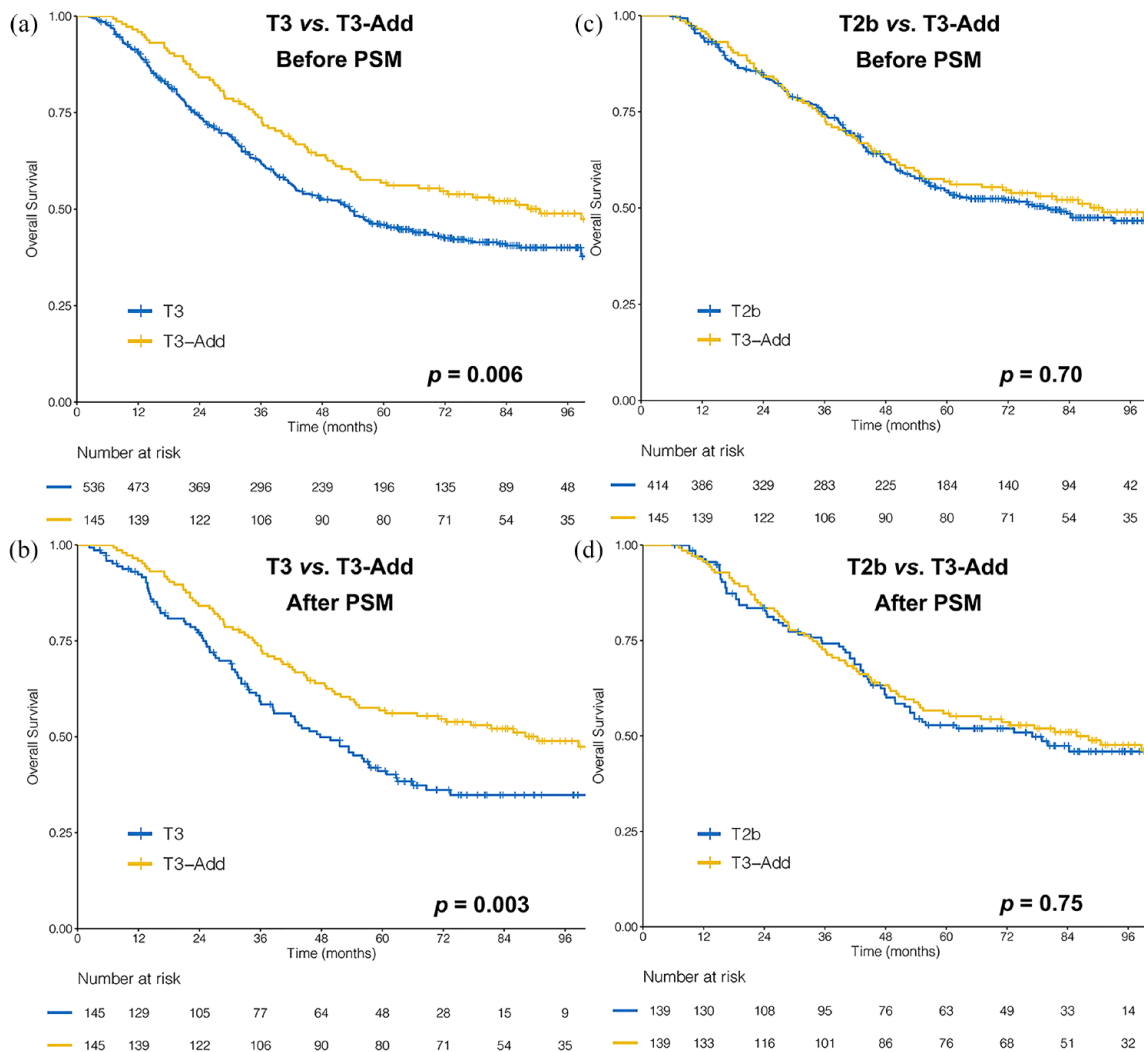 (a)
T3 vs. T3-Add
Before PSM
1.00
0.75
0.50
0.25
0.00
Overall Survival
T3
T3–Add
p = 0.006
0 12 24 36 48 60 72 84 96
Time (months)
Number at risk
536 473 369 296 239 196 135 89 48
145 139 122 106 90 80 71 54 35
(c)
T2b vs. T3-Add
Before PSM
1.00
0.75
0.50
0.25
0.00
Overall Survival
T2b
T3–Add
p = 0.70
0 12 24 36 48 60 72 84 96
Time (months)
Number at risk
414 386 329 283 225 184 140 94 42
145 139 122 106 90 80 71 54 35
(b)
T3 vs. T3-Add
After PSM
1.00
0.75
0.50
0.25
0.00
Overall Survival
T3
T3–Add
p = 0.003
0 12 24 36 48 60 72 84 96
Time (months)
Number at risk
145 129 105 77 64 48 28 15 9
145 139 122 106 90 80 71 54 35
(d)
T2b vs. T3-Add
After PSM
1.00
0.75
0.50
0.25
0.00
Overall Survival
T2b
T3–Add
p = 0.75
0 12 24 36 48 60 72 84 96
Time (months)
Number at risk
139 130 108 95 76 63 49 33 14
139 133 116 101 86 76 68 51 32